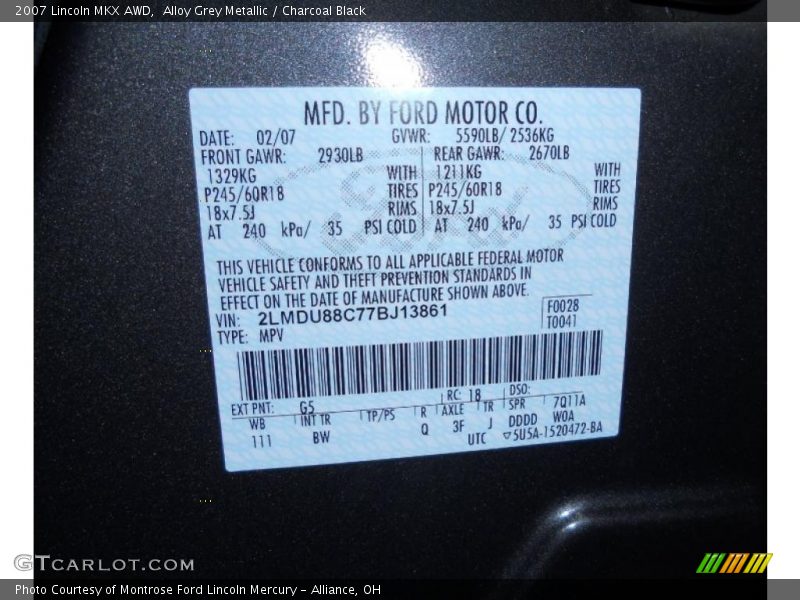 2007 Lincoln MKX AWD,  Alloy Grey Metallic / Charcoal Black
MFD. BY FORD MOTOR CO.
DATE: 02/07 GVWR: 5590LB/ 2536KG
FRONT GAWR: 2930LB REAR GAWR: 2670LB
1329KG WITH 1211KG WITH
P245/60R18 TIRES P245/60R18 TIRES
18x7.5J RIMS 18x7.5J RIMS
AT 240 kPa/ 35 PSI COLD AT 240 kPa/ 35 PSI COLD
Ford
THIS VEHICLE CONFORMS TO ALL APPLICABLE FEDERAL MOTOR
VEHICLE SAFETY AND THEFT PREVENTION STANDARDS IN
EFFECT ON THE DATE OF MANUFACTURE SHOWN ABOVE.
VIN: 2LMDU88C77BJ13861 F0028
TYPE: MPV T0041
EXT PNT: G5 RC: 18 DSO:
WB INT TR TP/PS R AXLE TR SPR 7Q11A
111 BW Q 3F J DDDD WOA
UTC ▽5U5A-1520472-BA
GTCARLOT.COM
Photo Courtesy of Montrose Ford Lincoln Mercury - Alliance, OH